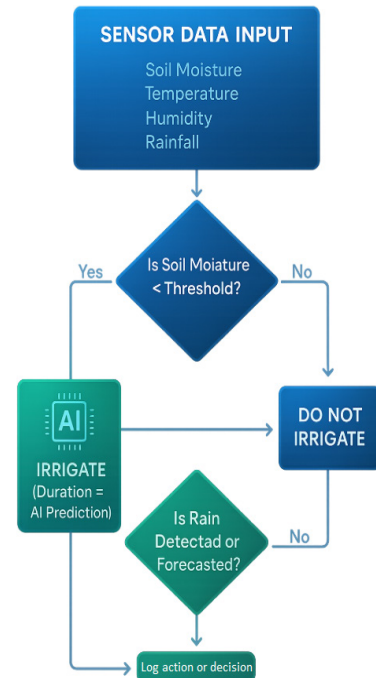 SENSOR DATA INPUT
Soil Moisture
Temperature
Humidity
Rainfall
Is Soil Moiature
< Threshold?
Yes
No
AI
IRRIGATE
(Duration =
AI Prediction)
DO NOT
IRRIGATE
Is Rain
Detectad or
Forecasted?
No
Log action or decision